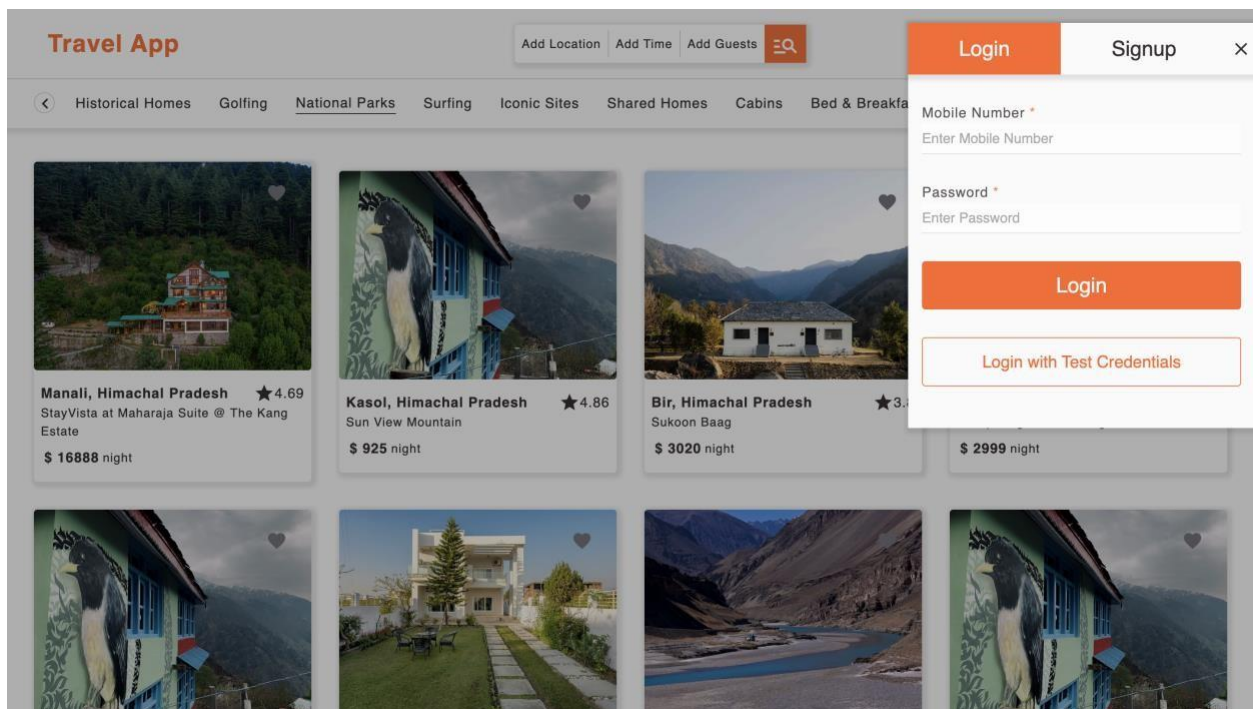 Travel App
Add Location Add Time Add Guests
Login Signup ×
Historical Homes Golfing National Parks Surfing Iconic Sites Shared Homes Cabins Bed & Breakfa
Mobile Number *
Enter Mobile Number
Password *
Enter Password
Login
Login with Test Credentials
Manali, Himachal Pradesh ★4.69
StayVista at Maharaja Suite @ The Kang
Estate
$ 16888 night
Kasol, Himachal Pradesh ★4.86
Sun View Mountain
$ 925 night
Bir, Himachal Pradesh ★3.
Sukoon Baag
$ 3020 night
$ 2999 night